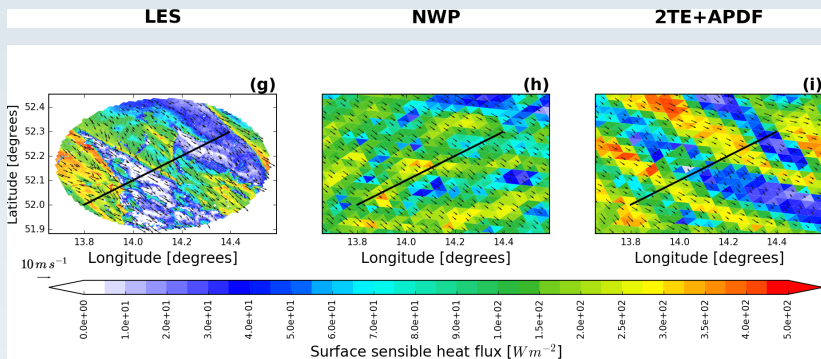 LES NWP 2TE+APDF
(g) (h) (i)
Latitude [degrees]
52.4
52.3
52.2
52.1
52.0
51.9
13.8 14.0 14.2 14.4 13.8 14.0 14.2 14.4 13.8 14.0 14.2 14.4
Longitude [degrees] Longitude [degrees] Longitude [degrees]
10 m s⁻¹
0.0e+00 1.0e+01 2.0e+01 3.0e+01 4.0e+01 5.0e+01 6.0e+01 7.0e+01 8.0e+01 9.0e+01 1.0e+02 1.5e+02 2.0e+02 2.5e+02 3.0e+02 3.5e+02 4.0e+02 5.0e+02
Surface sensible heat flux [Wm⁻²]